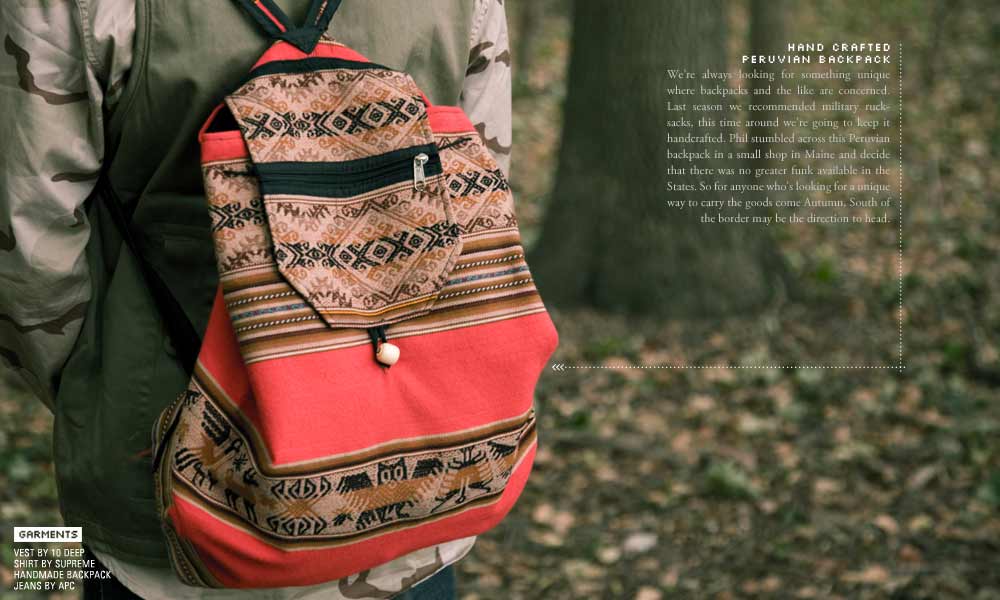 HAND CRAFTED
PERUVIAN BACKPACK
We're always looking for something unique
where backpacks and the like are concerned.
Last season we recommended military ruck-
sacks, this time around we're going to keep it
handcrafted. Phil stumbled across this Peruvian
backpack in a small shop in Maine and decide
that there was no greater funk available in the
States. So for anyone who's looking for a unique
way to carry the goods come Autumn, South of
the border may be the direction to head.
GARMENTS
VEST BY 10 DEEP
SHIRT BY SUPREME
HANDMADE BACKPACK
JEANS BY APC